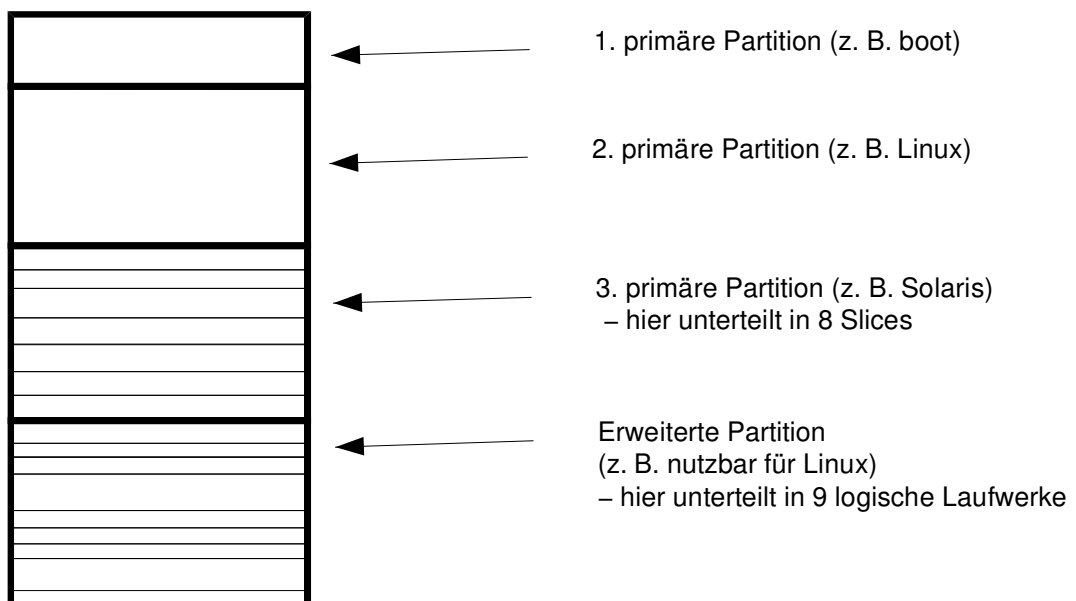 1. primäre Partition (z. B. boot)
2. primäre Partition (z. B. Linux)
3. primäre Partition (z. B. Solaris)
– hier unterteilt in 8 Slices
Erweiterte Partition
(z. B. nutzbar für Linux)
– hier unterteilt in 9 logische Laufwerke